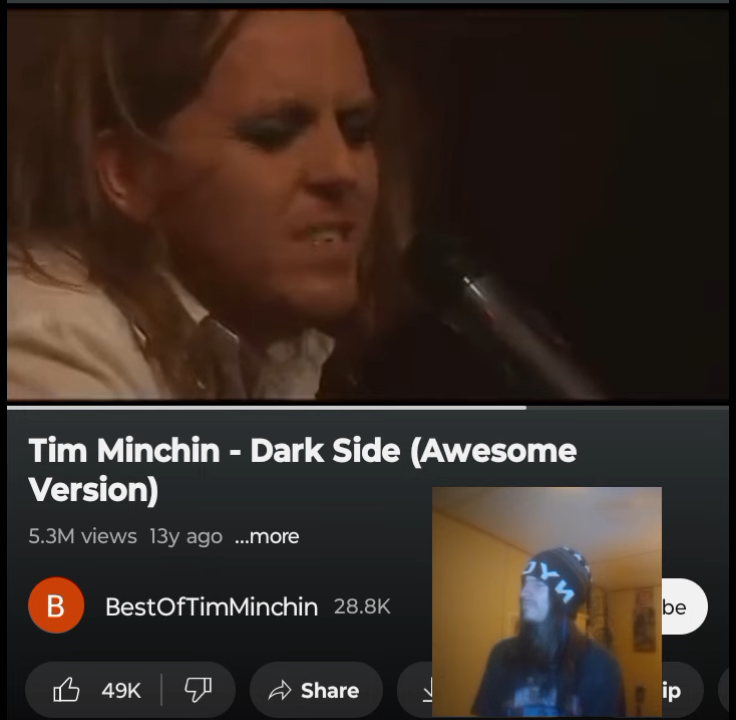 Tim Minchin - Dark Side (Awesome
Version)
5.3M views 13y ago ...more
B BestOfTimMinchin 28.8K be
49K Share ip